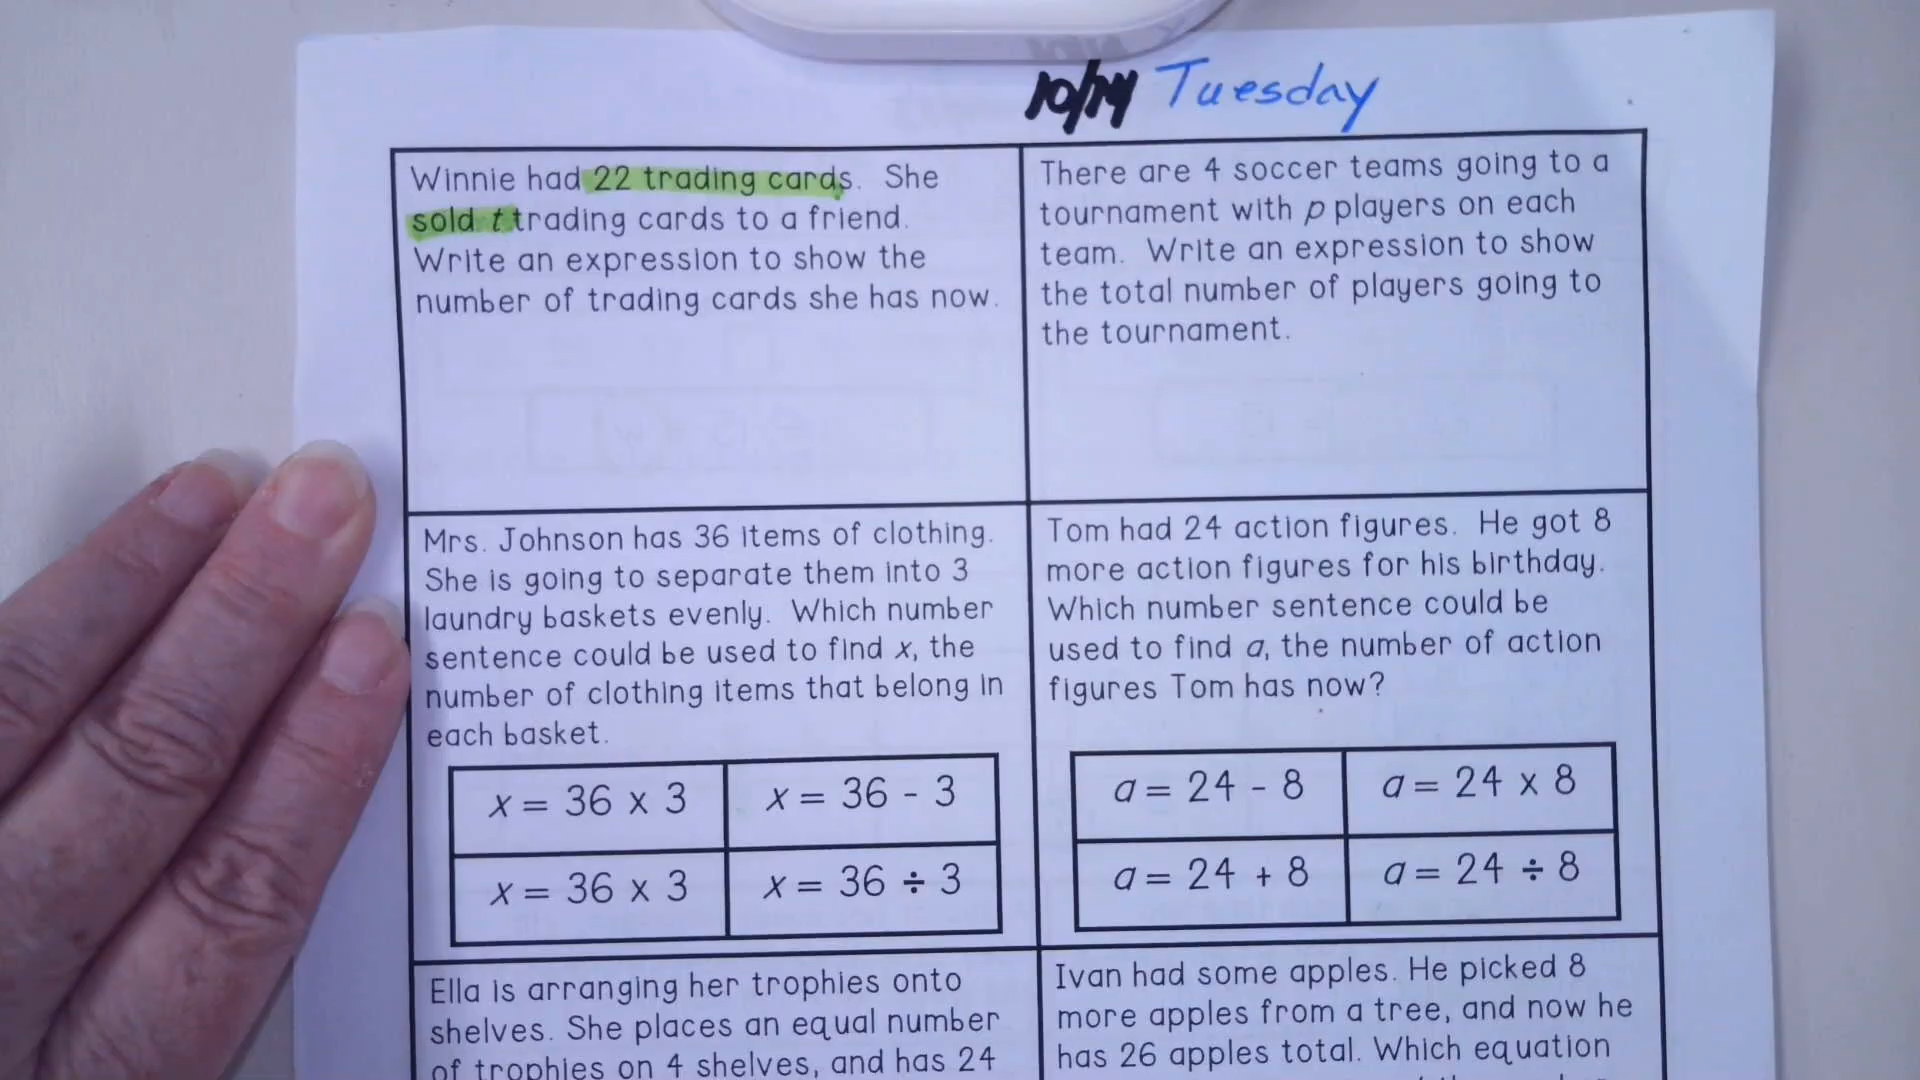 10/14 Tuesday
Winnie had 22 trading cards. She
sold t trading cards to a friend.
Write an expression to show the
number of trading cards she has now.
There are 4 soccer teams going to a
tournament with p players on each
team. Write an expression to show
the total number of players going to
the tournament.
Mrs. Johnson has 36 items of clothing.
She is going to separate them into 3
laundry baskets evenly. Which number
sentence could be used to find x, the
number of clothing items that belong in
each basket.
x = 36 x 3
x = 36 - 3
x = 36 x 3
x = 36 ÷ 3
Tom had 24 action figures. He got 8
more action figures for his birthday.
Which number sentence could be
used to find a, the number of action
figures Tom has now?
a = 24 - 8
a = 24 x 8
a = 24 + 8
a = 24 ÷ 8
Ella is arranging her trophies onto
shelves. She places an equal number
of trophies on 4 shelves, and has 24
Ivan had some apples. He picked 8
more apples from a tree, and now he
has 26 apples total. Which equation